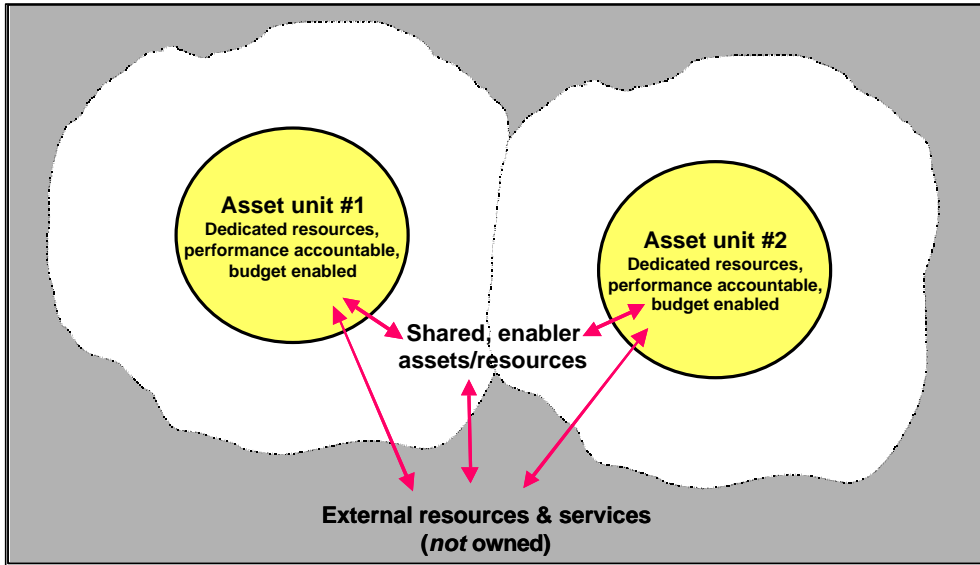 Asset unit #1
Dedicated resources,
performance accountable,
budget enabled
Asset unit #2
Dedicated resources,
performance accountable,
budget enabled
Shared, enabler
assets/resources
External resources & services
(not owned)